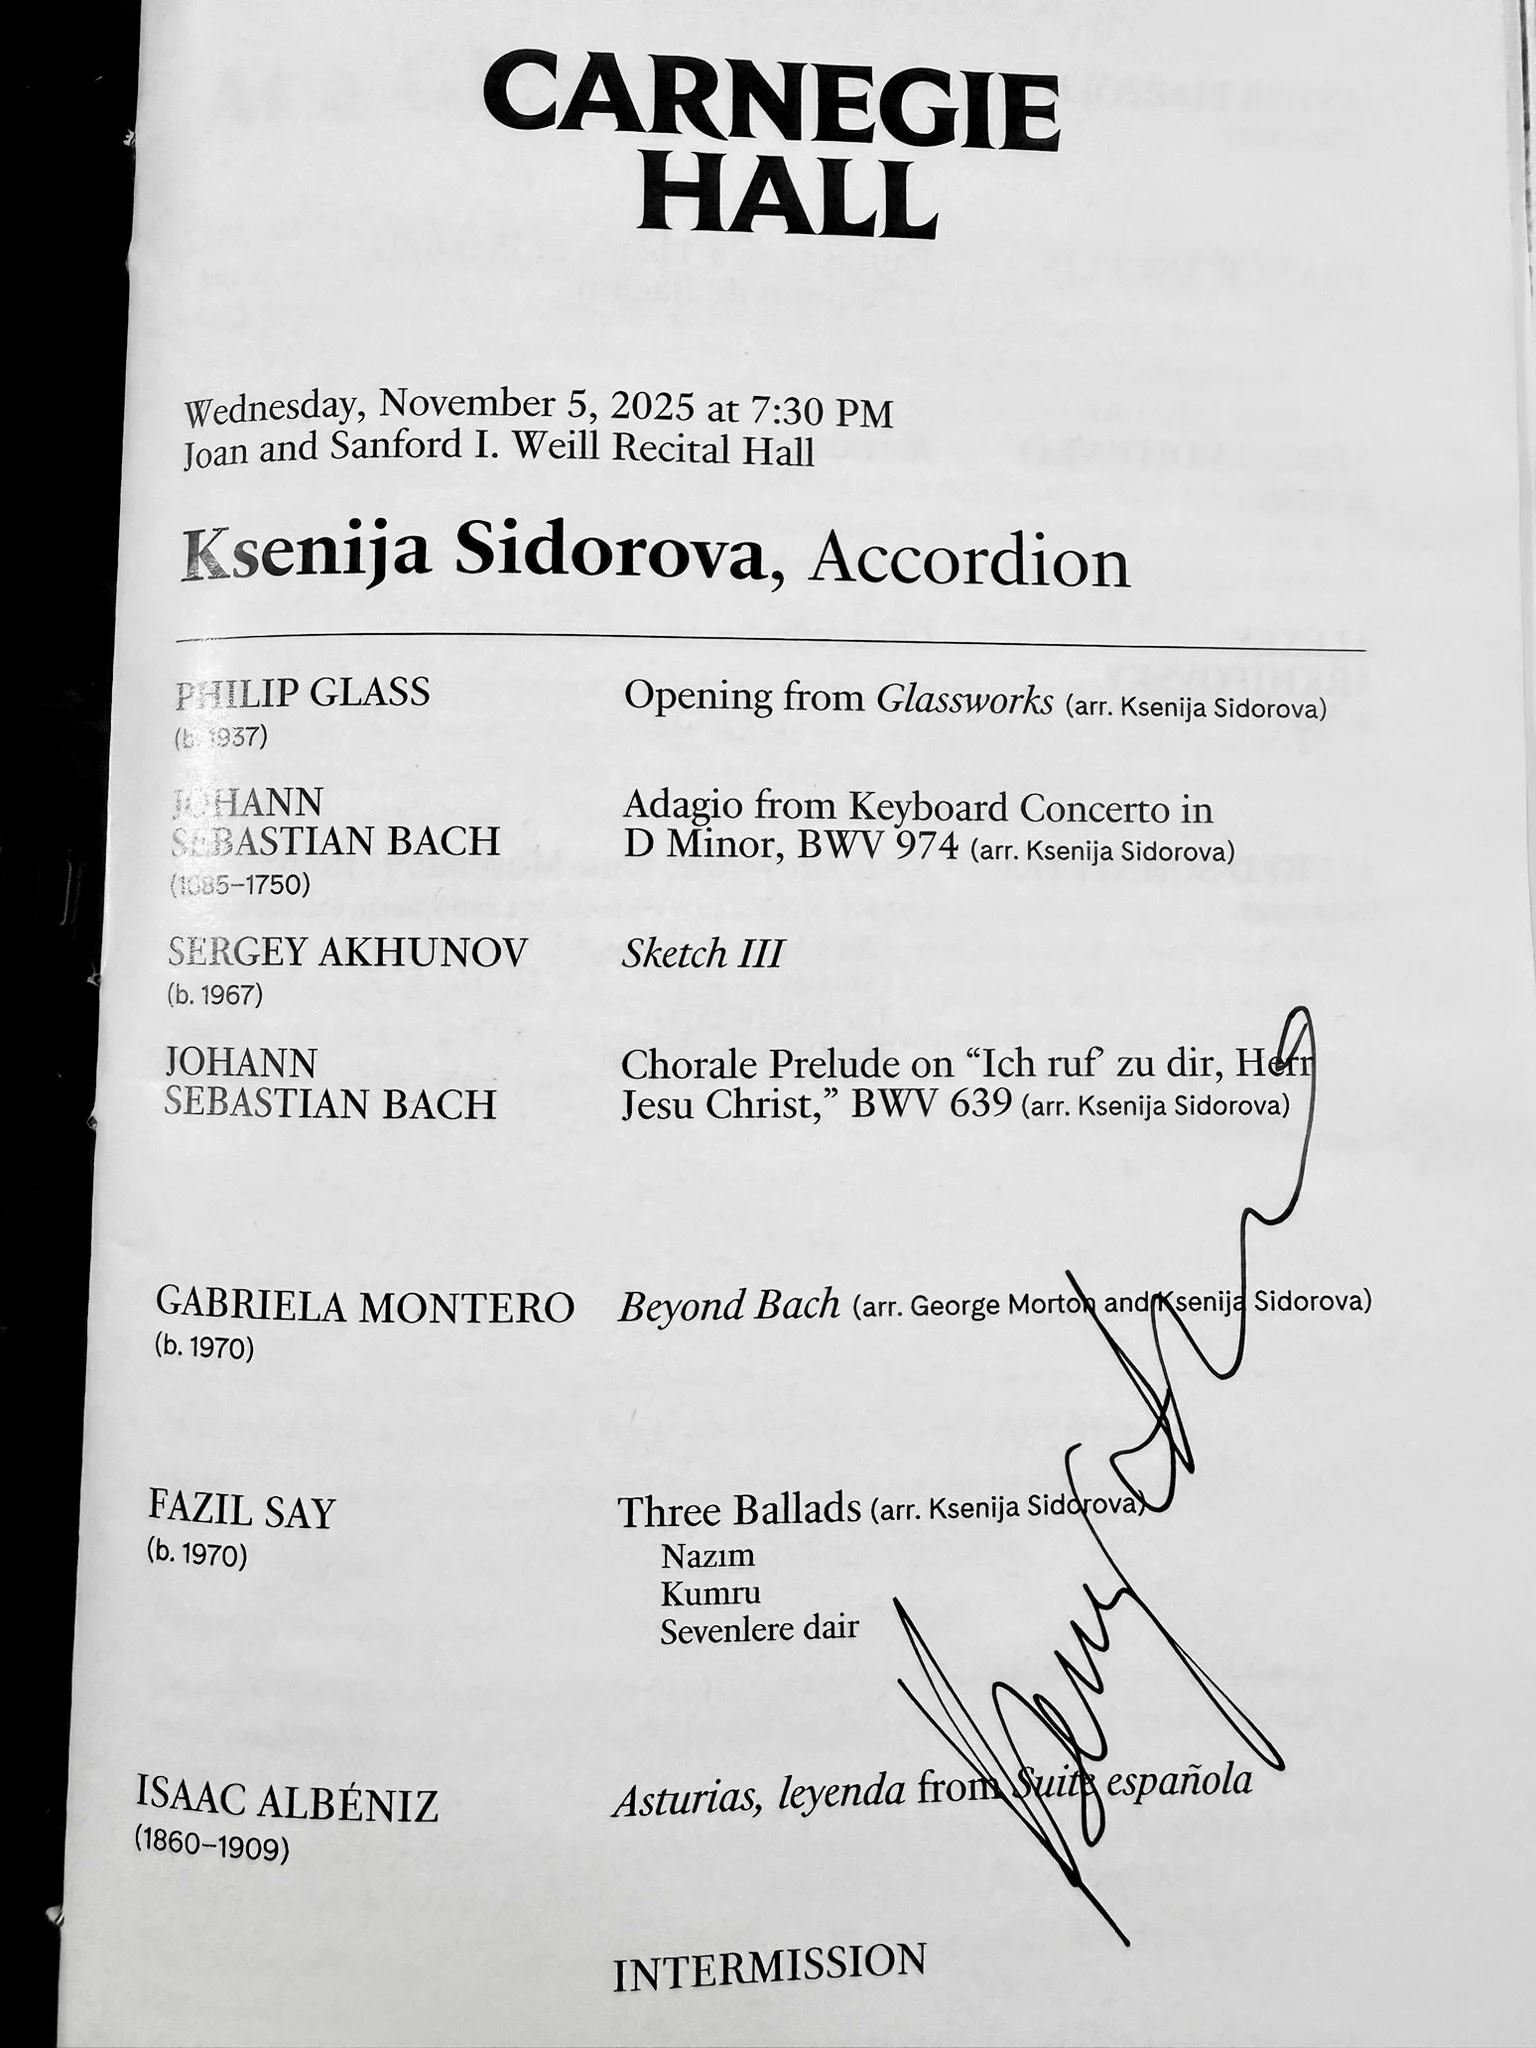 CARNEGIE
HALL
Wednesday, November 5, 2025 at 7:30 PM
Joan and Sanford I. Weill Recital Hall
Ksenija Sidorova, Accordion
PHILIP GLASS
(b. 1937)
Opening from Glassworks (arr. Ksenija Sidorova)
JOHANN
SEBASTIAN BACH
(1685–1750)
Adagio from Keyboard Concerto in
D Minor, BWV 974 (arr. Ksenija Sidorova)
SERGEY AKHUNOV
(b. 1967)
Sketch III
JOHANN
SEBASTIAN BACH
Chorale Prelude on “Ich ruf’ zu dir, Herr
Jesu Christ,” BWV 639 (arr. Ksenija Sidorova)
GABRIELA MONTERO
(b. 1970)
Beyond Bach (arr. George Morton and Ksenija Sidorova)
FAZIL SAY
(b. 1970)
Three Ballads (arr. Ksenija Sidorova)
Nazım
Kumru
Sevenlere dair
ISAAC ALBÉNIZ
(1860–1909)
Asturias, leyenda from Suite española
INTERMISSION